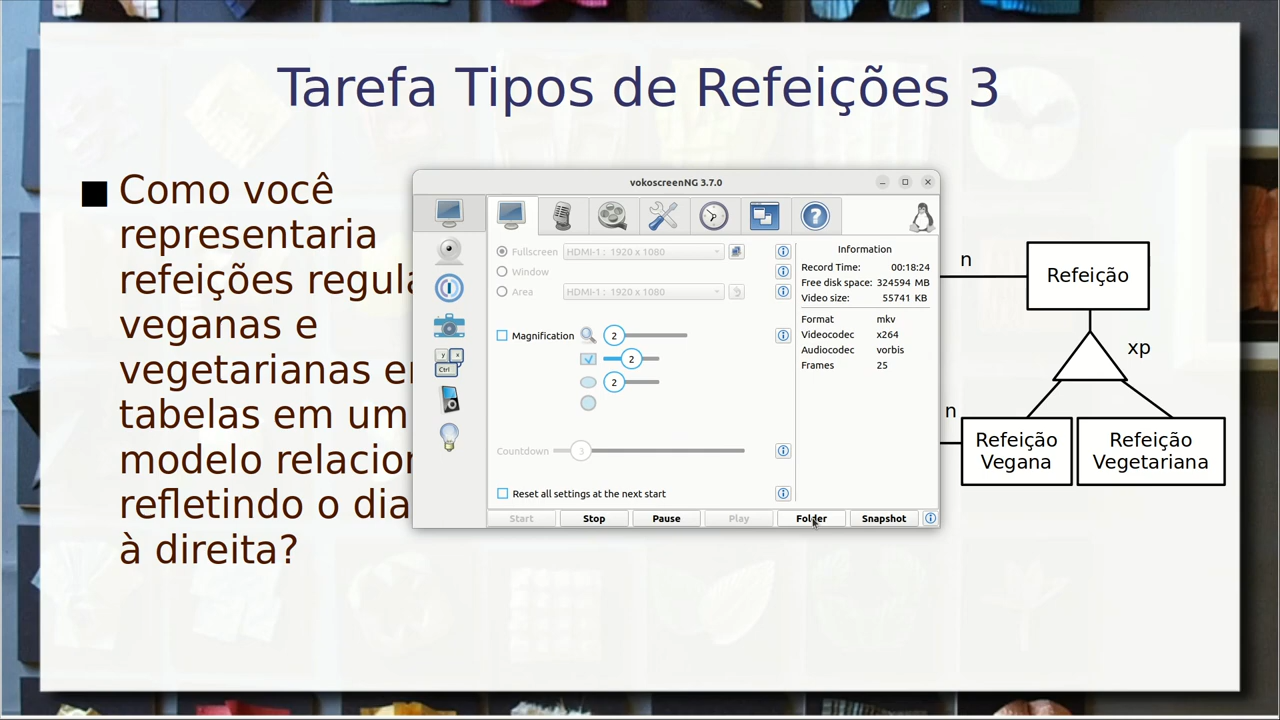 Tarefa Tipos de Refeições 3
Como você
representaria
refeições regul
veganas e
vegetarianas
tabelas em um
modelo relacio
refletindo o dia
à direita?
vokoscreenNG 3.7.0
Fullscreen HDMI-1 : 1920 x 1080
Window
Area HDMI-1 : 1920 x 1080
Magnification 2
2
2
Countdown 3
Reset all settings at the next start
Information
Record Time: 00:18:24
Free disk space: 324594 MB
Video size: 55741 KB
Format mkv
Videocodec x264
Audiocodec vorbis
Frames 25
y x
Ctrl
Start Stop Pause Play Folder Snapshot
n
Refeição
xp
n
Refeição
Vegana
Refeição
Vegetariana